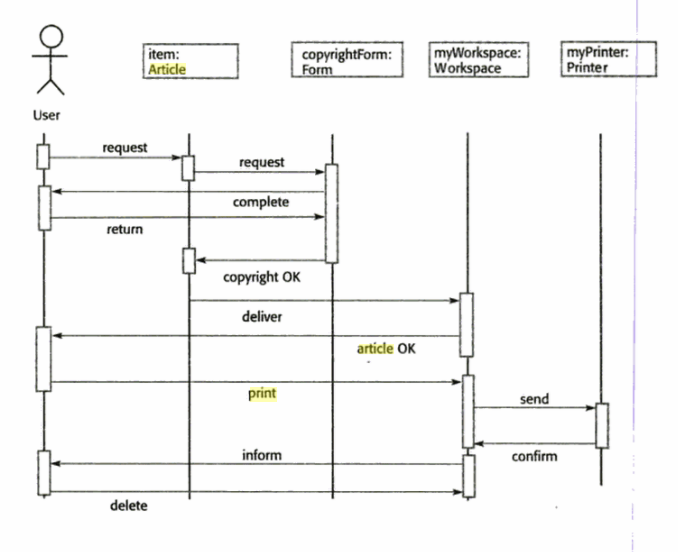 item:
Article
copyrightForm:
Form
myWorkspace:
Workspace
myPrinter:
Printer
User
request
request
complete
return
copyright OK
deliver
article OK
print
send
confirm
inform
delete